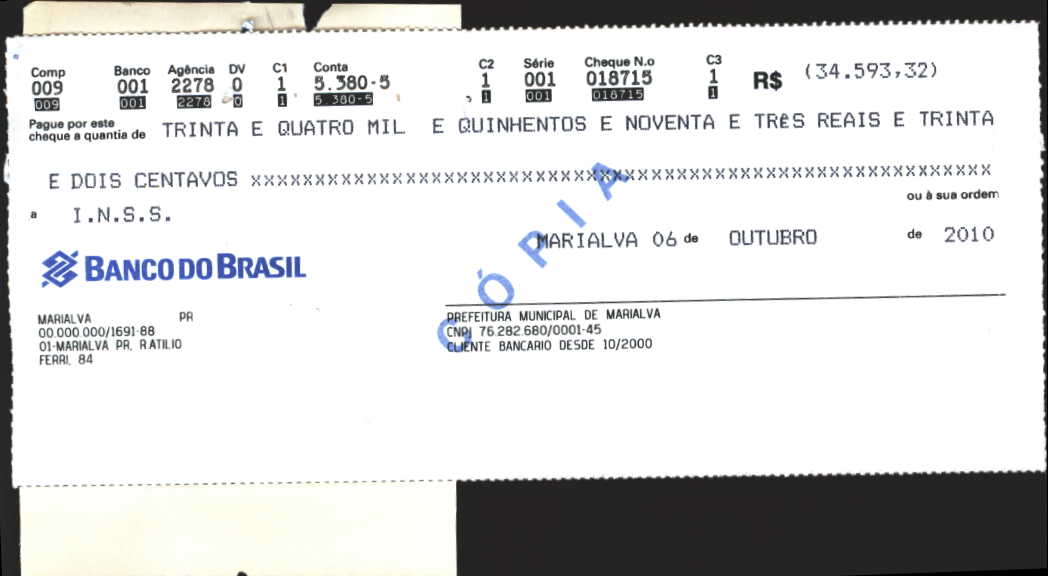 Comp Banco Agência DV C1 Conta C2 Série Cheque N.o C3
009 001 2278 0 1 5.380-5 1 001 018715 1 R$ (34.593,32)
009 001 2278 0 1 5.380-5 1 001 018715 1
Pague por este
cheque a quantia de TRINTA E QUATRO MIL E QUINHENTOS E NOVENTA E TRêS REAIS E TRINTA
E DOIS CENTAVOS xxxxxxxxxxxxxxxxxxxxxxxxxxxxxxxxxxxxxxxxxxxxxxxxxxxxxxxxx
ou à sua ordem
a I.N.S.S.
MARIALVA 06 de OUTUBRO de 2010
CÓPIA
BANCO DO BRASIL
MARIALVA PR
00.000.000/1691-88
01-MARIALVA PR, R.ATILIO
FERRI, 84
PREFEITURA MUNICIPAL DE MARIALVA
CNPJ 76.282.680/0001-45
CLIENTE BANCARIO DESDE 10/2000